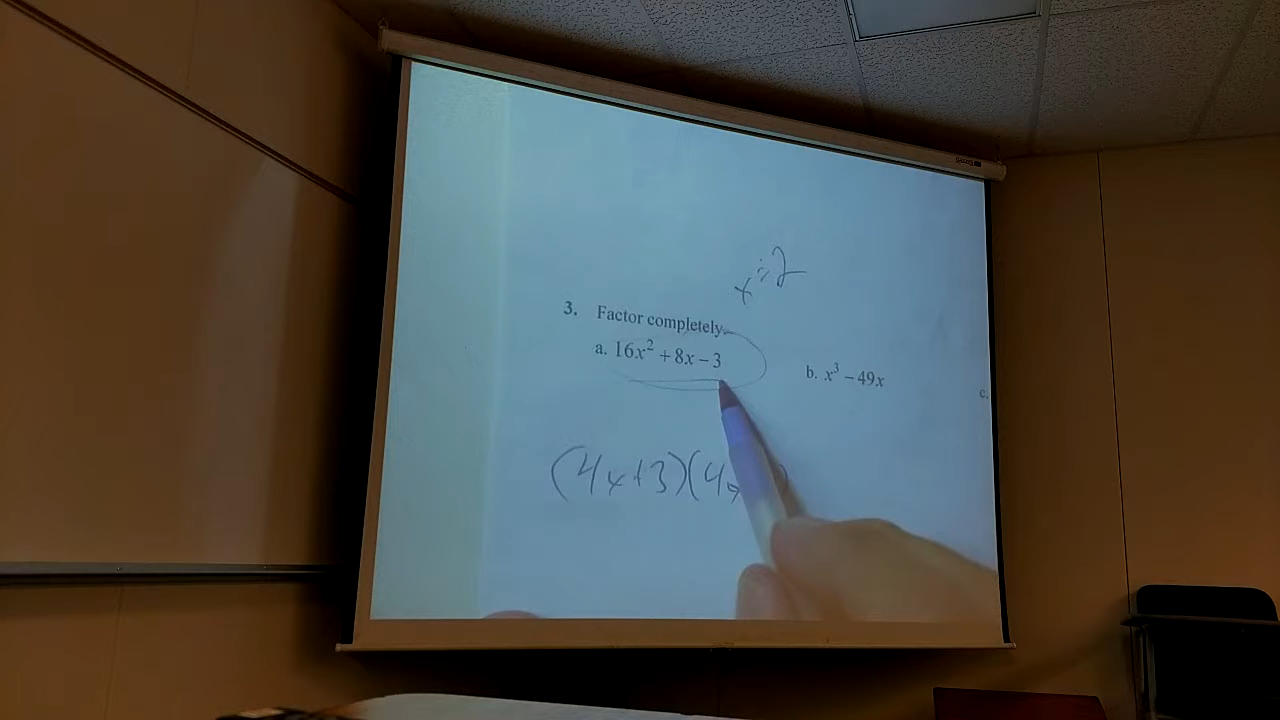 x = 2
3. Factor completely.
a. 16x² + 8x – 3
b. x³ – 49x
c.
(4x+3)(4x